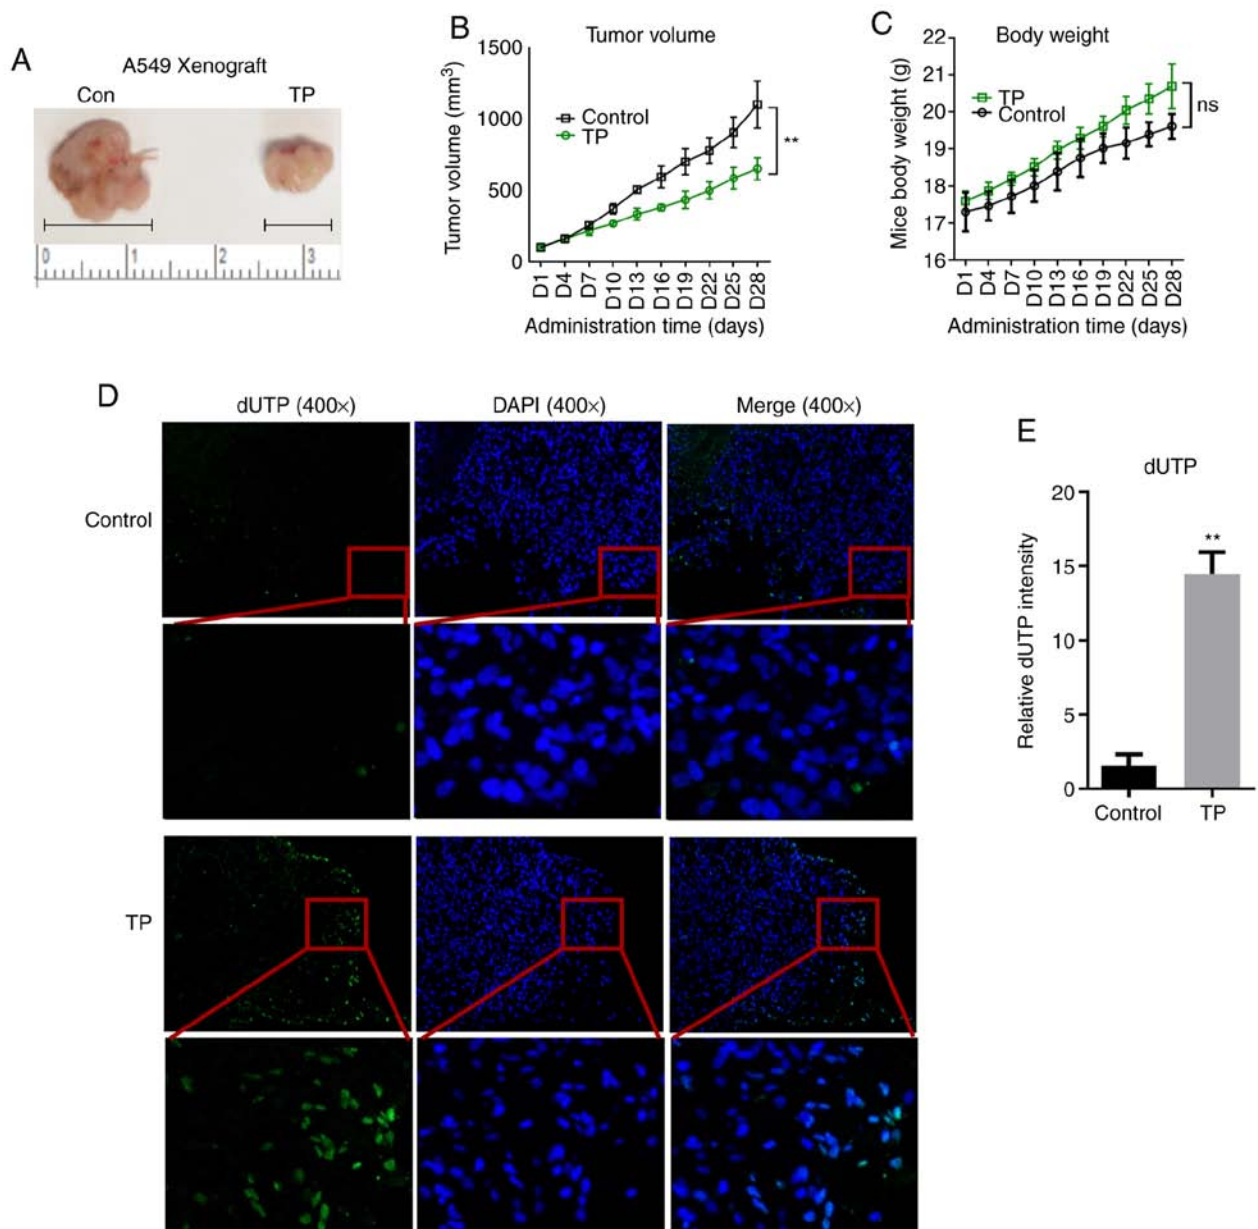 A
A549 Xenograft
Con TP
0 1 2 3
B
Tumor volume
Tumor volume (mm³)
1500
1000
500
0
Control
TP
**
D1 D4 D7 D10 D13 D16 D19 D22 D25 D28
Administration time (days)
C
Body weight
Mice body weight (g)
22
21
20
19
18
17
16
TP
Control
ns
D1 D4 D7 D10 D13 D16 D19 D22 D25 D28
Administration time (days)
D
dUTP (400×) DAPI (400×) Merge (400×)
Control
TP
E
dUTP
Relative dUTP intensity
20
15
10
5
0
**
Control TP